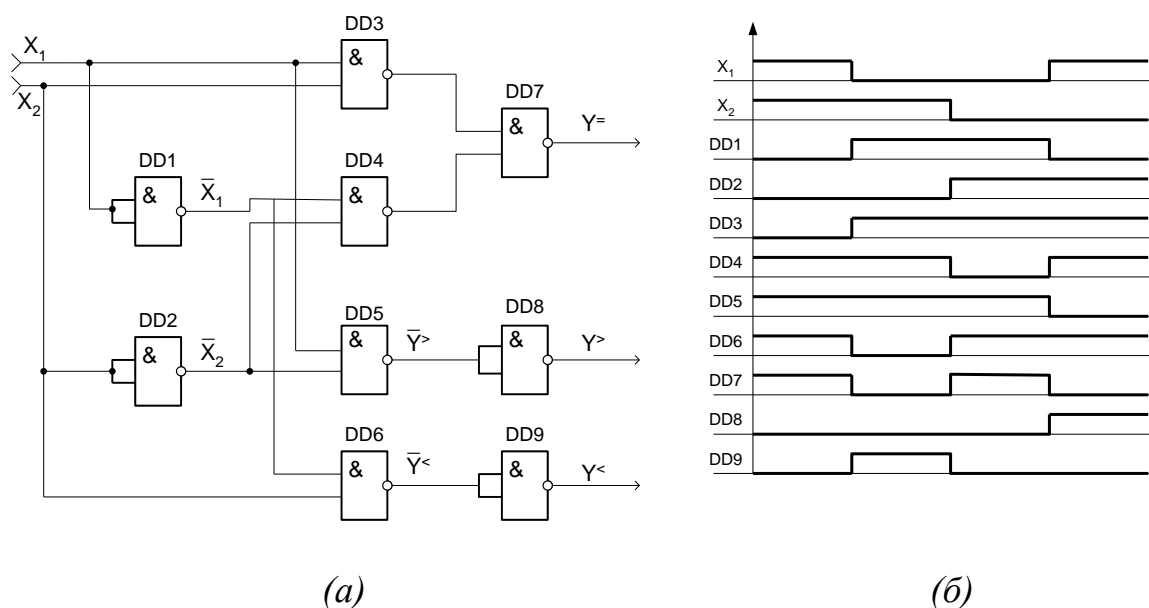 X₁
X₂
DD1
&
X̅₁
DD2
&
X̅₂
DD3
&
DD4
&
DD5
&
Y̅>
DD6
&
Y̅<
DD7
&
Y=
DD8
&
Y>
DD9
&
Y<
(а)
X₁
X₂
DD1
DD2
DD3
DD4
DD5
DD6
DD7
DD8
DD9
(б)